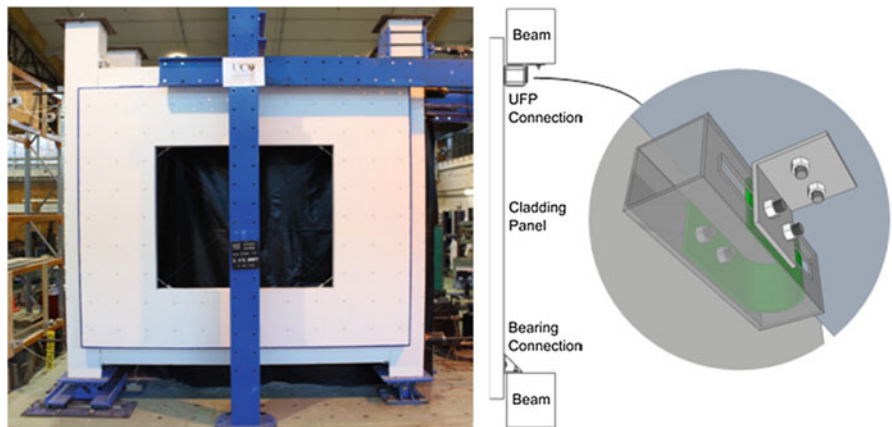 Beam
UFP
Connection
Cladding
Panel
Bearing
Connection
Beam